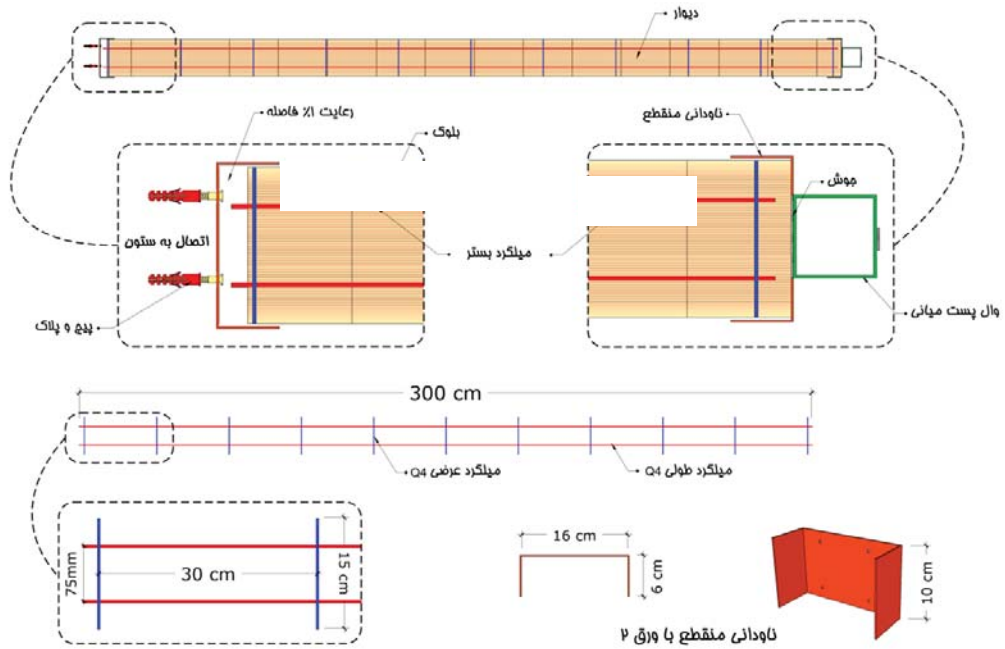 دیوار
رعایت ۱٪ فاصله
بلوک
ناودانی منقطع
جوش
اتصال به ستون
میلگرد بستر
پیچ و پلاک
وال پست میانی
300 cm
میلگرد عرضی Q4
میلگرد طولی Q4
75mm
30 cm
15 cm
16 cm
6 cm
10 cm
ناودانی منقطع با ورق ۲